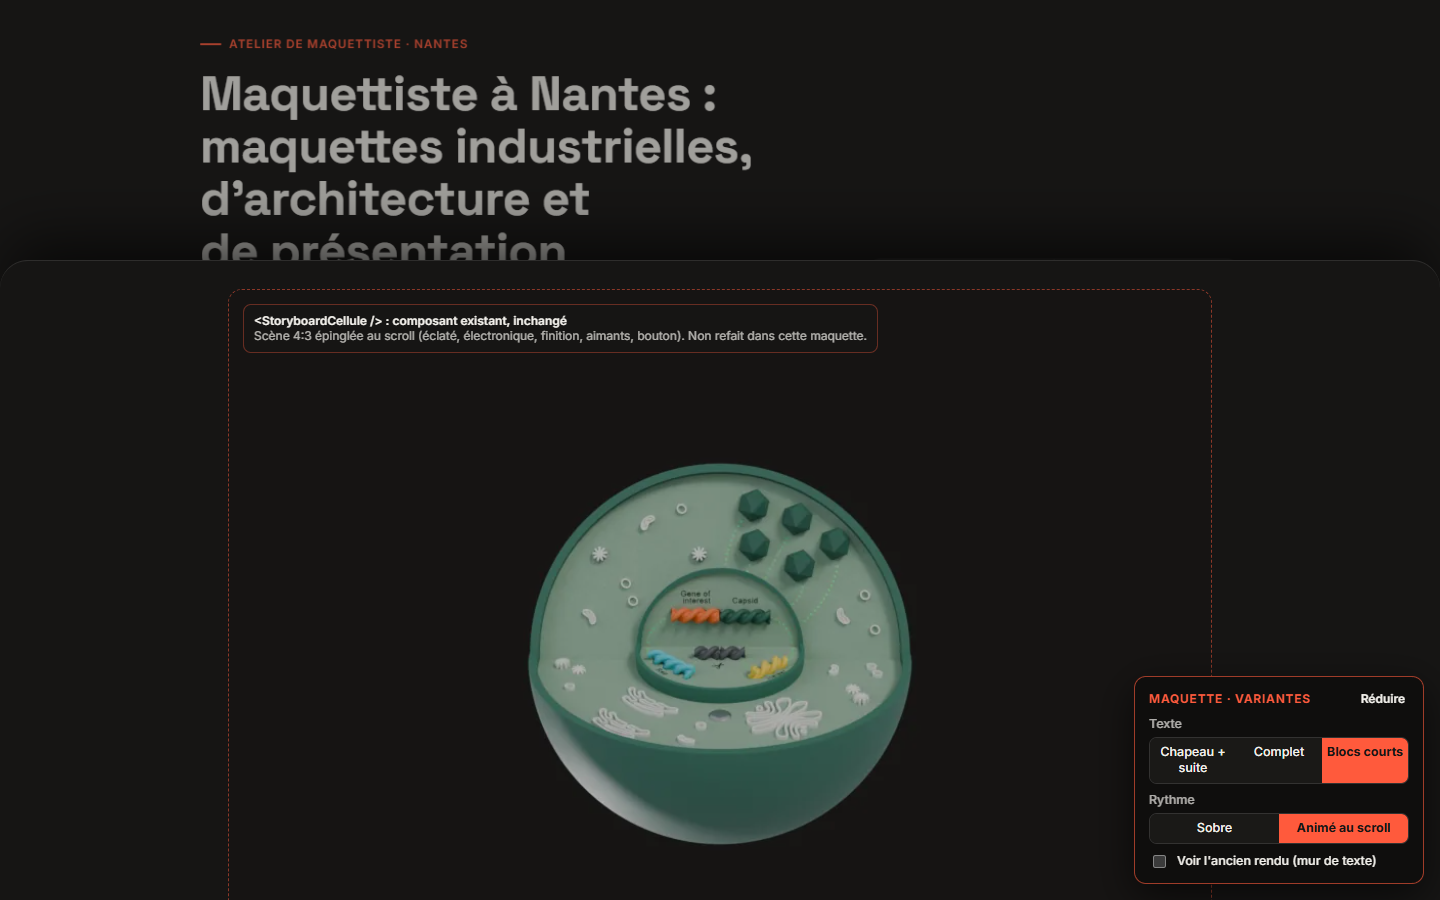 ATELIER DE MAQUETTISTE · NANTES
Maquettiste à Nantes :
maquettes industrielles,
d’architecture et
de présentation
<StoryboardCellule /> : composant existant, inchangé
Scène 4:3 épinglée au scroll (éclaté, électronique, finition, aimants, bouton). Non refait dans cette maquette.
Gene of
interest
Capsid
MAQUETTE · VARIANTES
Réduire
Texte
Chapeau +
suite
Complet
Blocs courts
Rythme
Sobre
Animé au scroll
Voir l’ancien rendu (mur de texte)